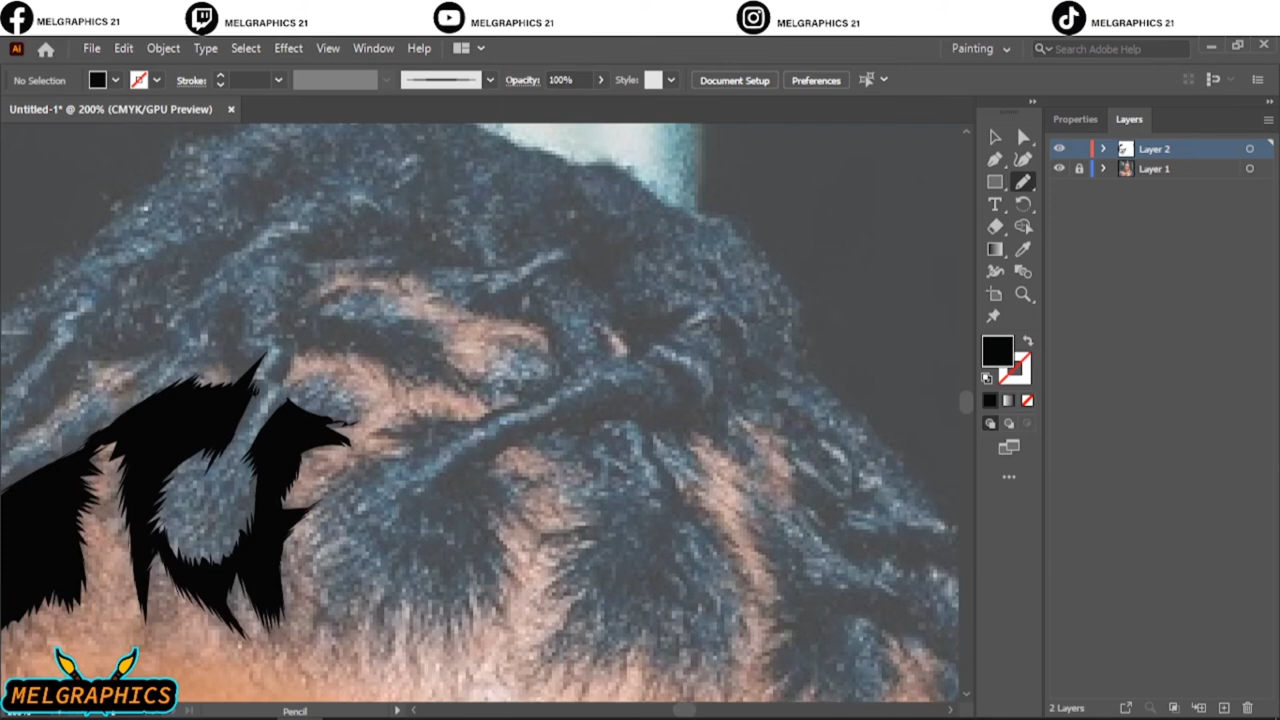 MELGRAPHICS 21 MELGRAPHICS 21 MELGRAPHICS 21 MELGRAPHICS 21 MELGRAPHICS 21
Ai File Edit Object Type Select Effect View Window Help Painting Search Adobe Help
No Selection Stroke: Opacity: 100% Style: Document Setup Preferences
Untitled-1* @ 200% (CMYK/GPU Preview)
Properties Layers
Layer 2
Layer 1
MELGRAPHICS
Pencil
2 Layers